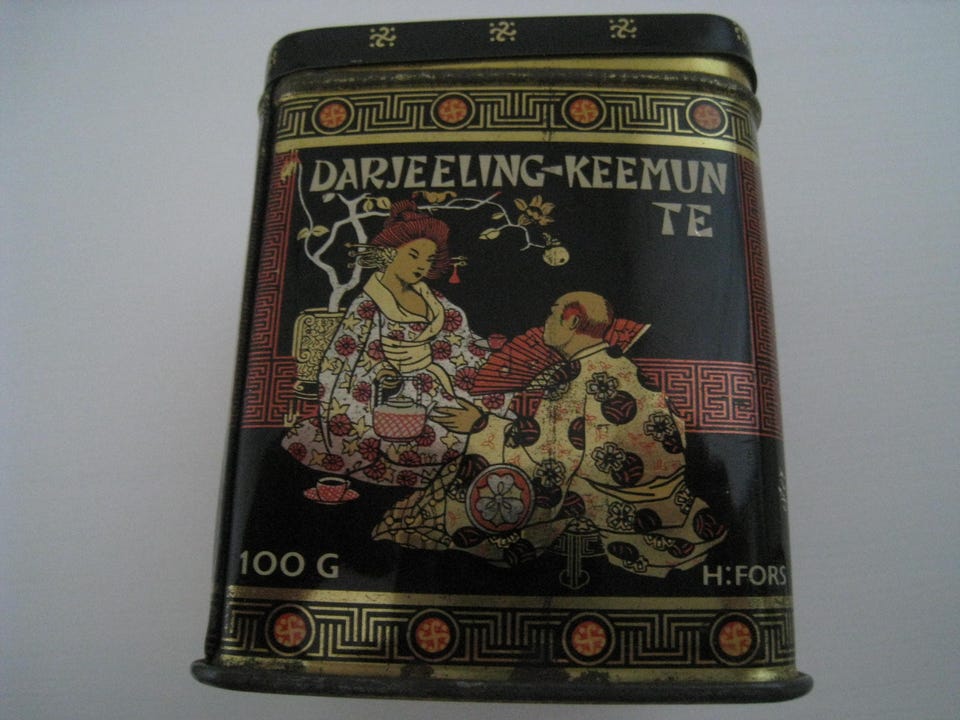 DARJEELING-KEEMUN
TE
100 G
H:FORS